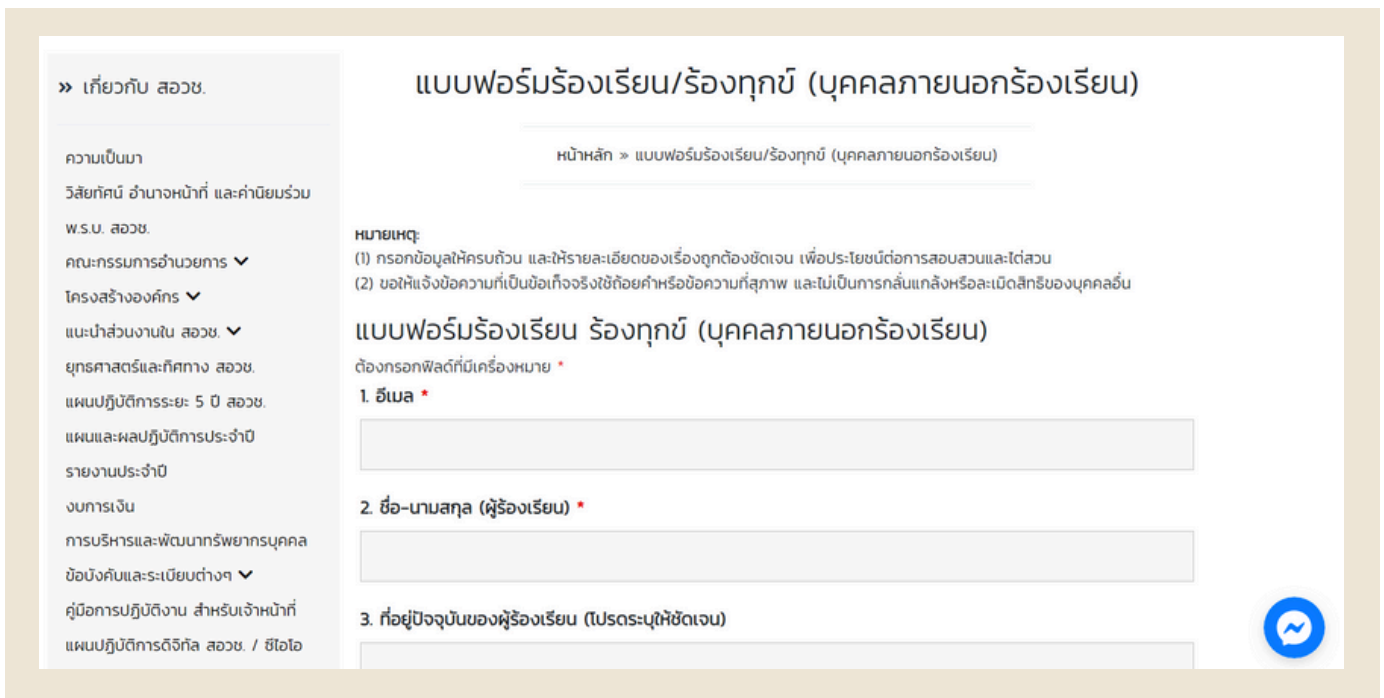 » เกี่ยวกับ สอวช.
ความเป็นมา
วิสัยทัศน์ อำนาจหน้าที่ และค่านิยมร่วม
พ.ร.บ. สอวช.
คณะกรรมการอำนวยการ
โครงสร้างองค์กร
แนะนำส่วนงานใน สอวช.
ยุทธศาสตร์และทิศทาง สอวช.
แผนปฏิบัติการระยะ 5 ปี สอวช.
แผนและผลปฏิบัติการประจำปี
รายงานประจำปี
งบการเงิน
การบริหารและพัฒนาทรัพยากรบุคคล
ข้อบังคับและระเบียบต่างๆ
คู่มือการปฏิบัติงาน สำหรับเจ้าหน้าที่
แผนปฏิบัติการดิจิทัล สอวช. / ซีไอโอ
แบบฟอร์มร้องเรียน/ร้องทุกข์ (บุคคลภายนอกร้องเรียน)
หน้าหลัก » แบบฟอร์มร้องเรียน/ร้องทุกข์ (บุคคลภายนอกร้องเรียน)
หมายเหตุ:
(1) กรอกข้อมูลให้ครบถ้วน และให้รายละเอียดของเรื่องถูกต้องชัดเจน เพื่อประโยชน์ต่อการสอบสวนและไต่สวน
(2) ขอให้แจ้งข้อความที่เป็นข้อเท็จจริงใช้ถ้อยคำหรือข้อความที่สุภาพ และไม่เป็นการกลั่นแกล้งหรือละเมิดสิทธิของบุคคลอื่น
แบบฟอร์มร้องเรียน ร้องทุกข์ (บุคคลภายนอกร้องเรียน)
ต้องกรอกฟิลด์ที่มีเครื่องหมาย *
1. อีเมล *
2. ชื่อ-นามสกุล (ผู้ร้องเรียน) *
3. ที่อยู่ปัจจุบันของผู้ร้องเรียน (โปรดระบุให้ชัดเจน)